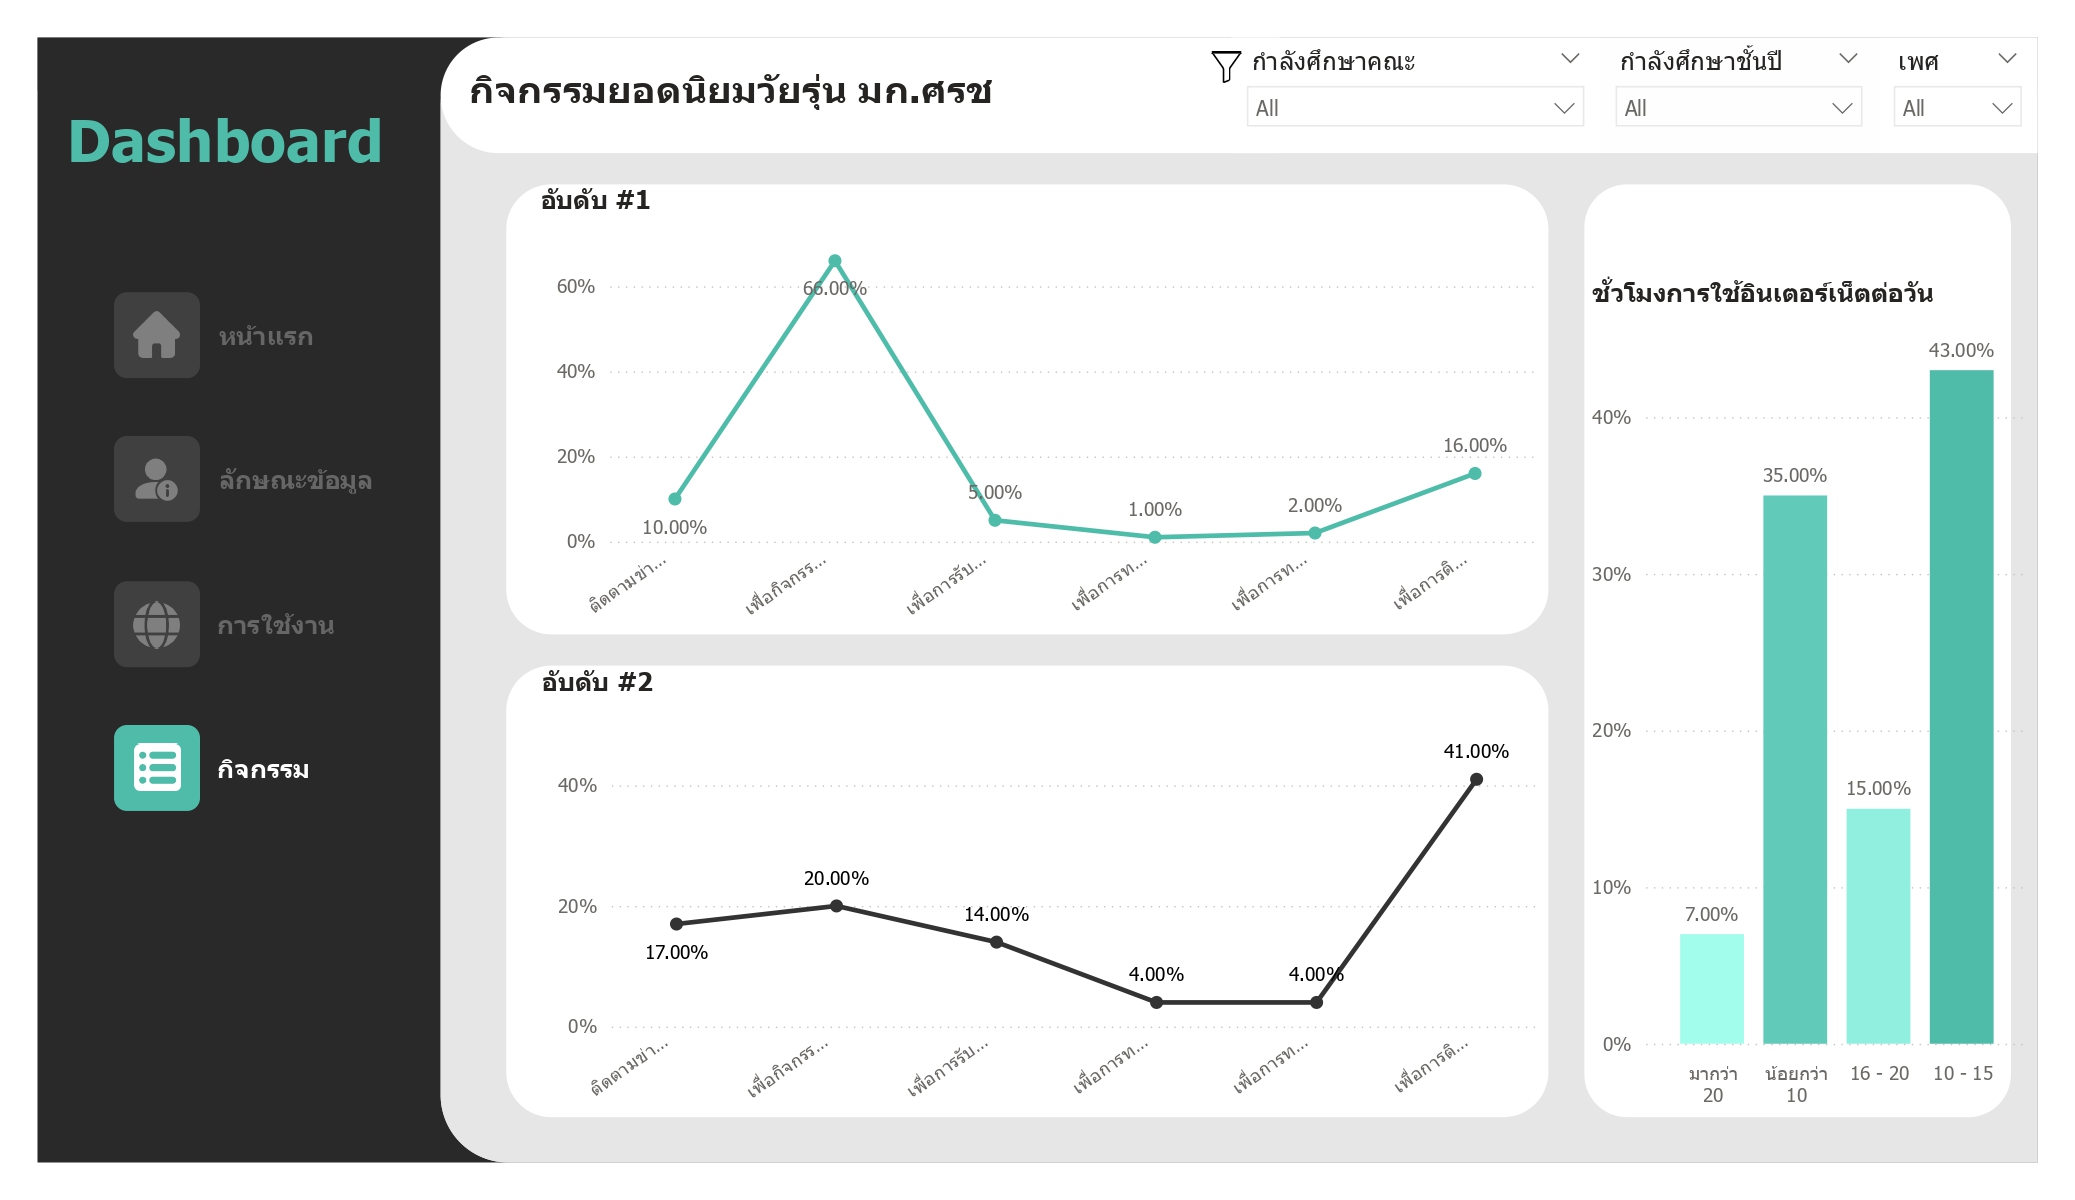 Dashboard
หน้าแรก
ลักษณะข้อมูล
การใช้งาน
กิจกรรม
กิจกรรมยอดนิยมวัยรุ่น มก.ศรช
กำลังศึกษาคณะ
All
กำลังศึกษาชั้นปี
All
เพศ
All
อับดับ #1
60%
40%
20%
0%
10.00%
66.00%
5.00%
1.00%
2.00%
16.00%
ติดตามข่า...
เพื่อกิจกรร...
เพื่อการรับ...
เพื่อการท...
เพื่อการท...
เพื่อการติ...
อับดับ #2
40%
20%
0%
17.00%
20.00%
14.00%
4.00%
4.00%
41.00%
ติดตามข่า...
เพื่อกิจกรร...
เพื่อการรับ...
เพื่อการท...
เพื่อการท...
เพื่อการติ...
ชั่วโมงการใช้อินเตอร์เน็ตต่อวัน
40%
30%
20%
10%
0%
7.00%
35.00%
15.00%
43.00%
มากว่า
20
น้อยกว่า
10
16 - 20
10 - 15